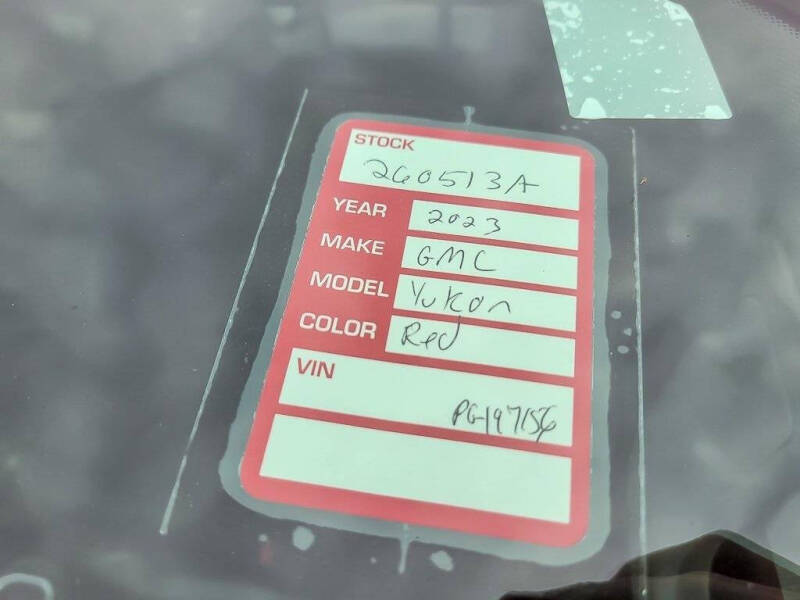 STOCK
260513A
YEAR 2023
MAKE GMC
MODEL Yukon
COLOR Red
VIN
PG197156